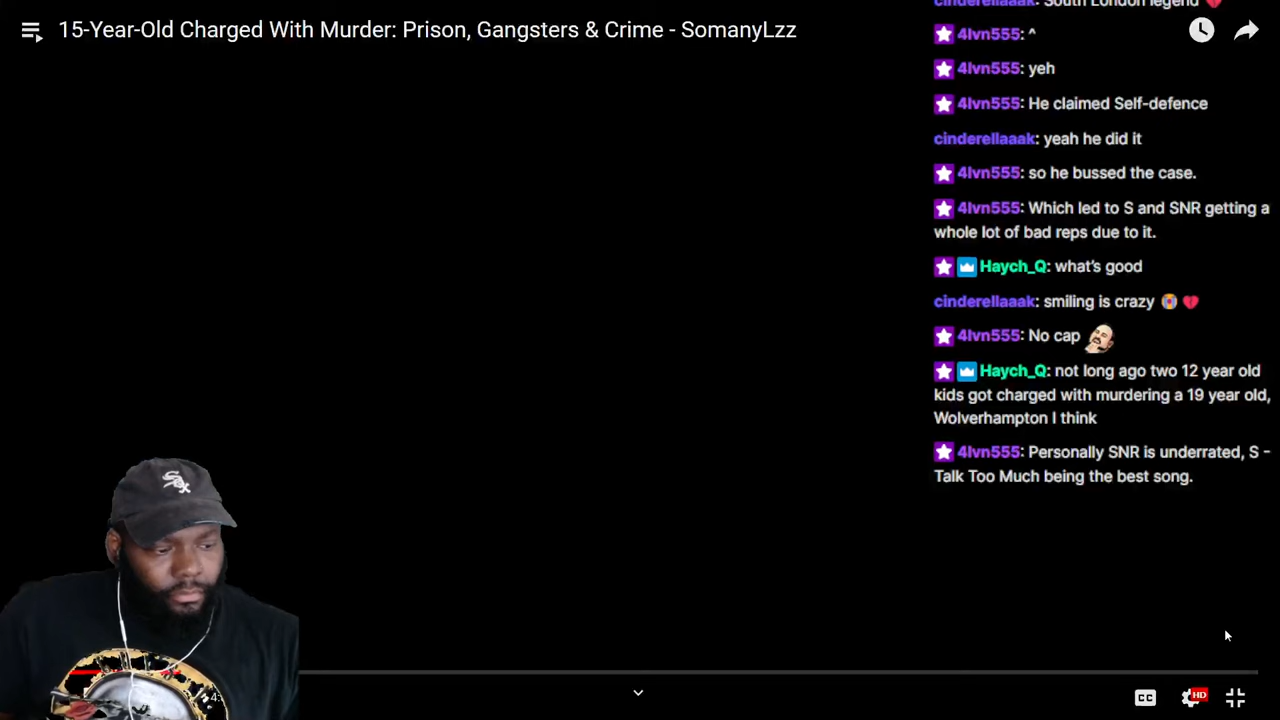 15-Year-Old Charged With Murder: Prison, Gangsters & Crime - SomanyLzz
cinderellaaak: South London legend
4lvn555: ^
4lvn555: yeh
4lvn555: He claimed Self-defence
cinderellaaak: yeah he did it
4lvn555: so he bussed the case.
4lvn555: Which led to S and SNR getting a
whole lot of bad reps due to it.
Haych_Q: what's good
cinderellaaak: smiling is crazy
4lvn555: No cap
Haych_Q: not long ago two 12 year old
kids got charged with murdering a 19 year old,
Wolverhampton I think
4lvn555: Personally SNR is underrated, S -
Talk Too Much being the best song.
Sox
CC
HD